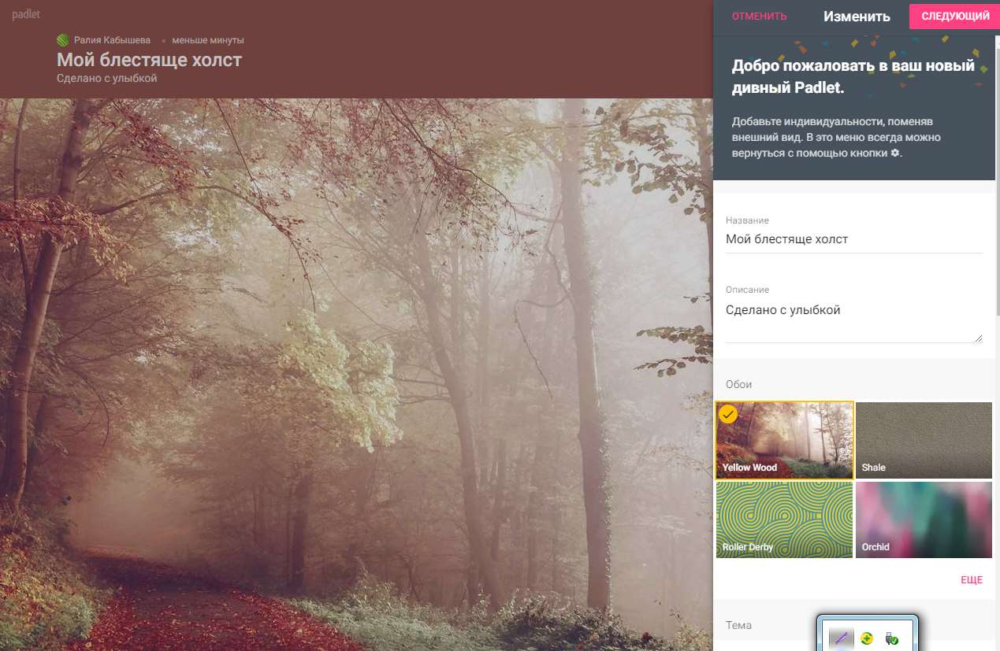 padlet
Ралия Кабышева • меньше минуты
Мой блестяще холст
Сделано с улыбкой
ОТМЕНИТЬ
Изменить
СЛЕДУЮЩИЙ
Добро пожаловать в ваш новый
дивный Padlet.
Добавьте индивидуальности, поменяв
внешний вид. В это меню всегда можно
вернуться с помощью кнопки ⚙.
Название
Мой блестяще холст
Описание
Сделано с улыбкой
Обои
Yellow Wood
Shale
Roller Derby
Orchid
ЕЩЕ
Тема